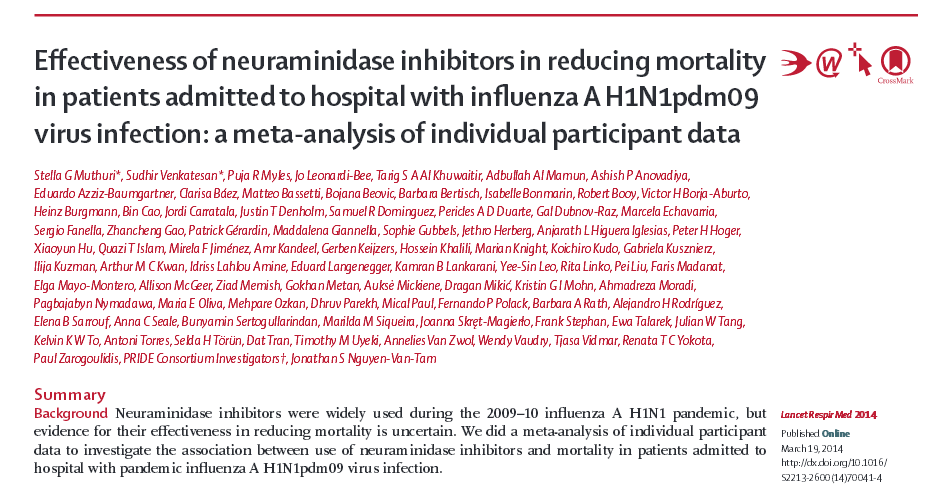 Effectiveness of neuraminidase inhibitors in reducing mortality
in patients admitted to hospital with influenza A H1N1pdm09
virus infection: a meta-analysis of individual participant data
W
CrossMark
Stella G Muthuri*, Sudhir Venkatesan*, Puja R Myles, Jo Leonardi-Bee, Tarig S A Al Khuwaitir, Adbullah Al Mamun, Ashish P Anovadiya,
Eduardo Azziz-Baumgartner, Clarisa Báez, Matteo Bassetti, Bojana Beovic, Barbara Bertisch, Isabelle Bonmarin, Robert Booy, Victor H Borja-Aburto,
Heinz Burgmann, Bin Cao, Jordi Carratala, Justin T Denholm, Samuel R Dominguez, Pericles A D Duarte, Gal Dubnov-Raz, Marcela Echavarria,
Sergio Fanella, Zhancheng Gao, Patrick Gérardin, Maddalena Giannella, Sophie Gubbels, Jethro Herberg, Anjarath L Higuera Iglesias, Peter H Hoger,
Xiaoyun Hu, Quazi T Islam, Mirela F Jiménez, Amr Kandeel, Gerben Keijzers, Hossein Khalili, Marian Knight, Koichiro Kudo, Gabriela Kusznierz,
Ilija Kuzman, Arthur M C Kwan, Idriss Lahlou Amine, Eduard Langenegger, Kamran B Lankarani, Yee-Sin Leo, Rita Linko, Pei Liu, Faris Madanat,
Elga Mayo-Montero, Allison McGeer, Ziad Memish, Gokhan Metan, Auksė Mickiene, Dragan Mikić, Kristin G I Mohn, Ahmadreza Moradi,
Pagbajabyn Nymadawa, Maria E Oliva, Mehpare Ozkan, Dhruv Parekh, Mical Paul, Fernando P Polack, Barbara A Rath, Alejandro H Rodríguez,
Elena B Sarrouf, Anna C Seale, Bunyamin Sertogullarindan, Marilda M Siqueira, Joanna Skręt-Magierło, Frank Stephan, Ewa Talarek, Julian W Tang,
Kelvin K W To, Antoni Torres, Selda H Törün, Dat Tran, Timothy M Uyeki, Annelies Van Zwol, Wendy Vaudry, Tjasa Vidmar, Renata T C Yokota,
Paul Zarogoulidis, PRIDE Consortium Investigators†, Jonathan S Nguyen-Van-Tam
Summary
Background Neuraminidase inhibitors were widely used during the 2009–10 influenza A H1N1 pandemic, but
evidence for their effectiveness in reducing mortality is uncertain. We did a meta-analysis of individual participant
data to investigate the association between use of neuraminidase inhibitors and mortality in patients admitted to
hospital with pandemic influenza A H1N1pdm09 virus infection.
Lancet Respir Med 2014
Published Online
March 19, 2014
http://dx.doi.org/10.1016/
S2213-2600(14)70041-4